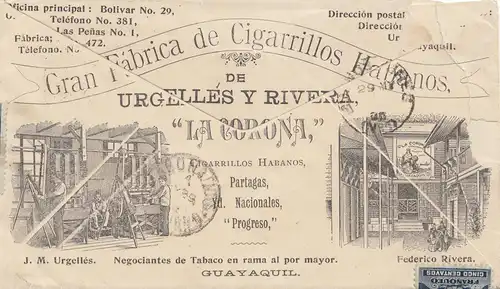 Oficina principal: Bolivar No. 29,
Teléfono No. 381,
Fábrica; Las Peñas No. 1,
Teléfono. No. 472.
Dirección postal
Direcció
Ur
ayaquil.
Gran Fábrica de Cigarrillos Habanos,
DE
URGELLÉS Y RIVERA,
"LA CORONA,"
CIGARRILLOS HABANOS,
Partagas,
Yd. Nacionales,
"Progreso,"
J. M. Urgellés. Negociantes de Tabaco en rama al por mayor. Federico Rivera.
GUAYAQUIL.
FRANQUEO
CINCO CENTAVOS